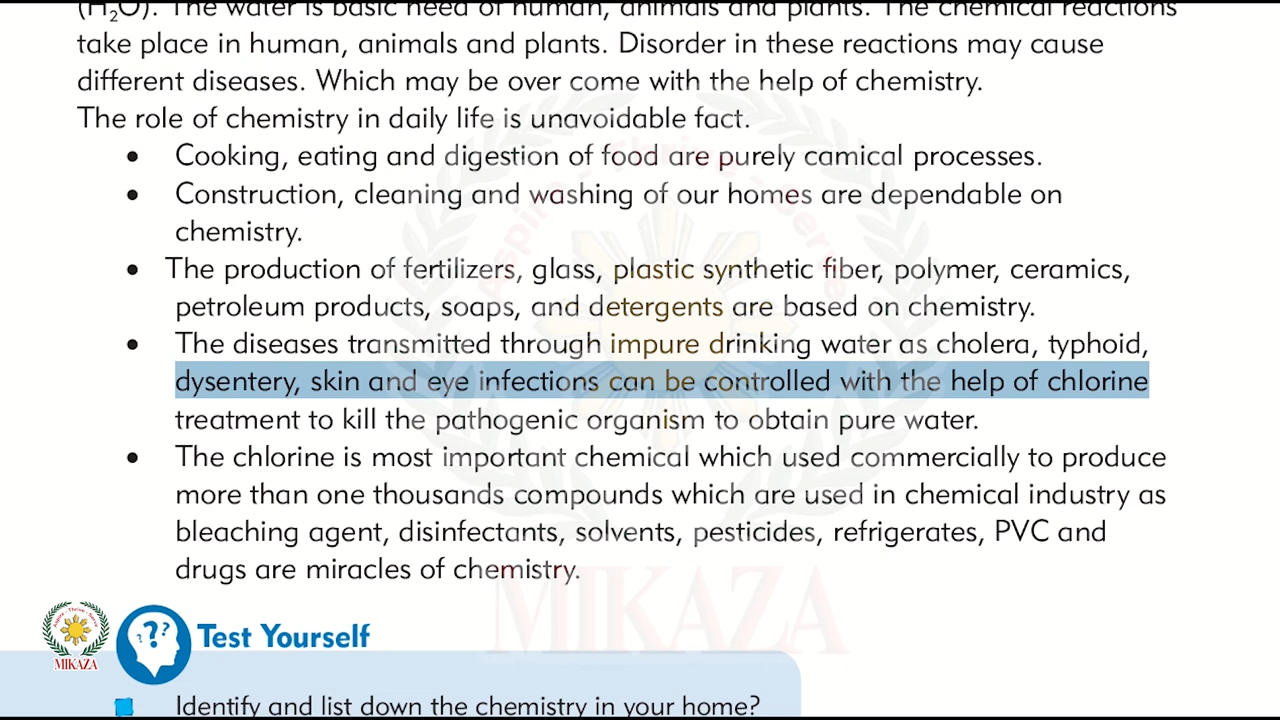 (H₂O). The water is basic need of human, animals and plants. The chemical reactions
take place in human, animals and plants. Disorder in these reactions may cause
different diseases. Which may be over come with the help of chemistry.
The role of chemistry in daily life is unavoidable fact.
• Cooking, eating and digestion of food are purely camical processes.
• Construction, cleaning and washing of our homes are dependable on
chemistry.
• The production of fertilizers, glass, plastic synthetic fiber, polymer, ceramics,
petroleum products, soaps, and detergents are based on chemistry.
• The diseases transmitted through impure drinking water as cholera, typhoid,
dysentery, skin and eye infections can be controlled with the help of chlorine
treatment to kill the pathogenic organism to obtain pure water.
• The chlorine is most important chemical which used commercially to produce
more than one thousands compounds which are used in chemical industry as
bleaching agent, disinfectants, solvents, pesticides, refrigerates, PVC and
drugs are miracles of chemistry.
Aspire - Thrive - Serve
MIKAZA
Aspire - Thrive - Serve
MIKAZA
???
Test Yourself
Identify and list down the chemistry in your home?